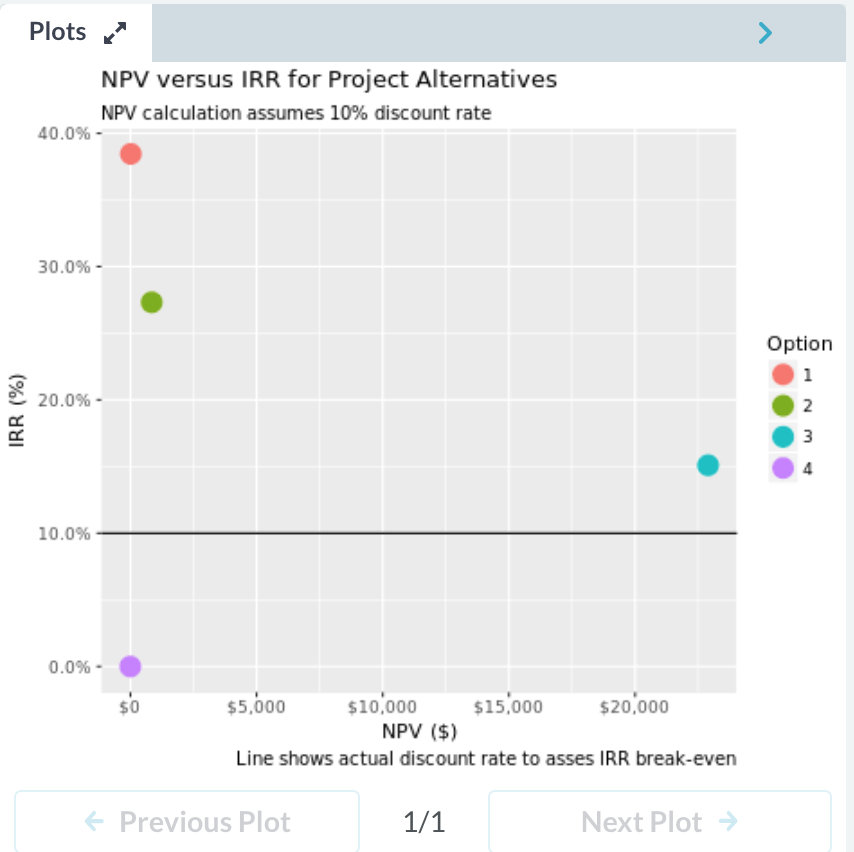 Plots
NPV versus IRR for Project Alternatives
NPV calculation assumes 10% discount rate
40.0%
30.0%
20.0%
10.0%
0.0%
IRR (%)
$0 $5,000 $10,000 $15,000 $20,000
NPV ($)
Line shows actual discount rate to asses IRR break-even
Option
1
2
3
4
Previous Plot 1/1 Next Plot